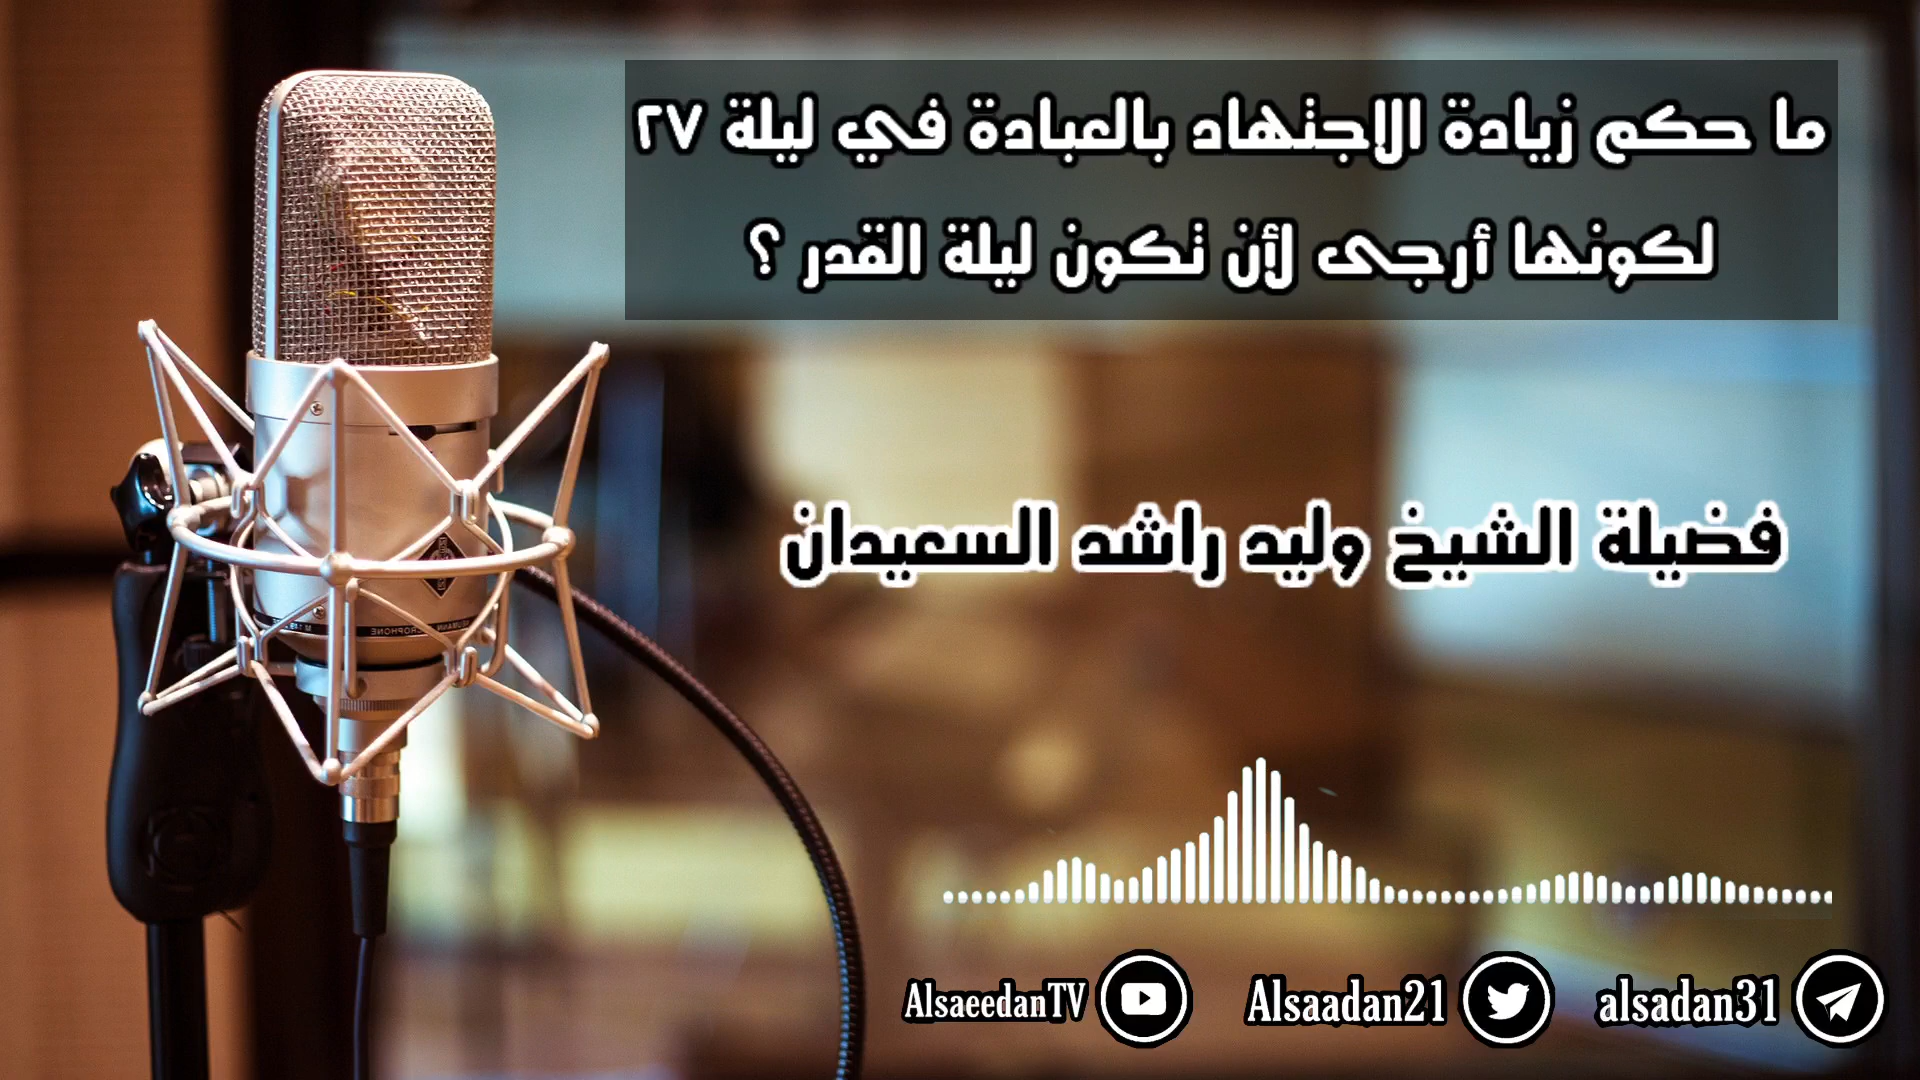 ما حكم زيادة الاجتهاد بالعبادة في ليلة ٢٧
لكونها أرجى لأن تكون ليلة القدر ؟
فضيلة الشيخ وليد راشد السعيدان
AlsaeedanTV
Alsaadan21
alsadan31